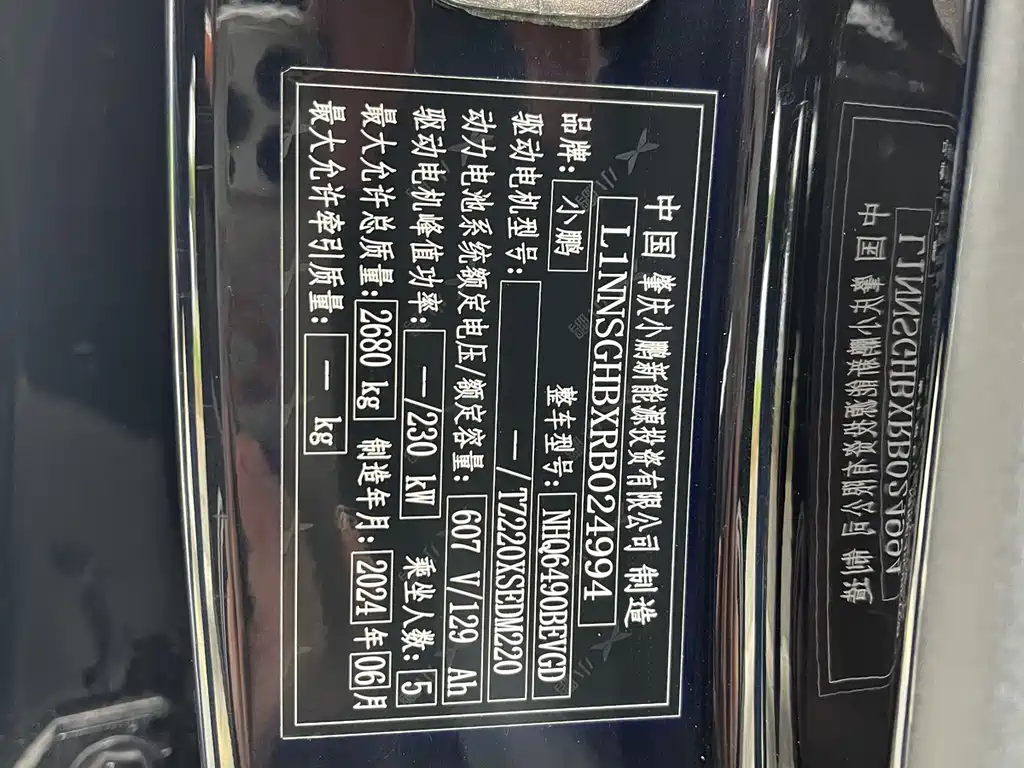 中国 肇庆小鹏新能源投资有限公司 制造
L1NNSGHBXRB024994
品牌: 小鹏 整车型号: NHQ6490BEVGD
驱动电机型号: —/TZ220XSEDM220
动力电池系统额定电压/额定容量: 607 V/129 Ah
驱动电机峰值功率: —/230 kW 乘坐人数: 5
最大允许总质量: 2680 kg 制造年月: 2024 年 06 月
最大允许牵引质量: — kg